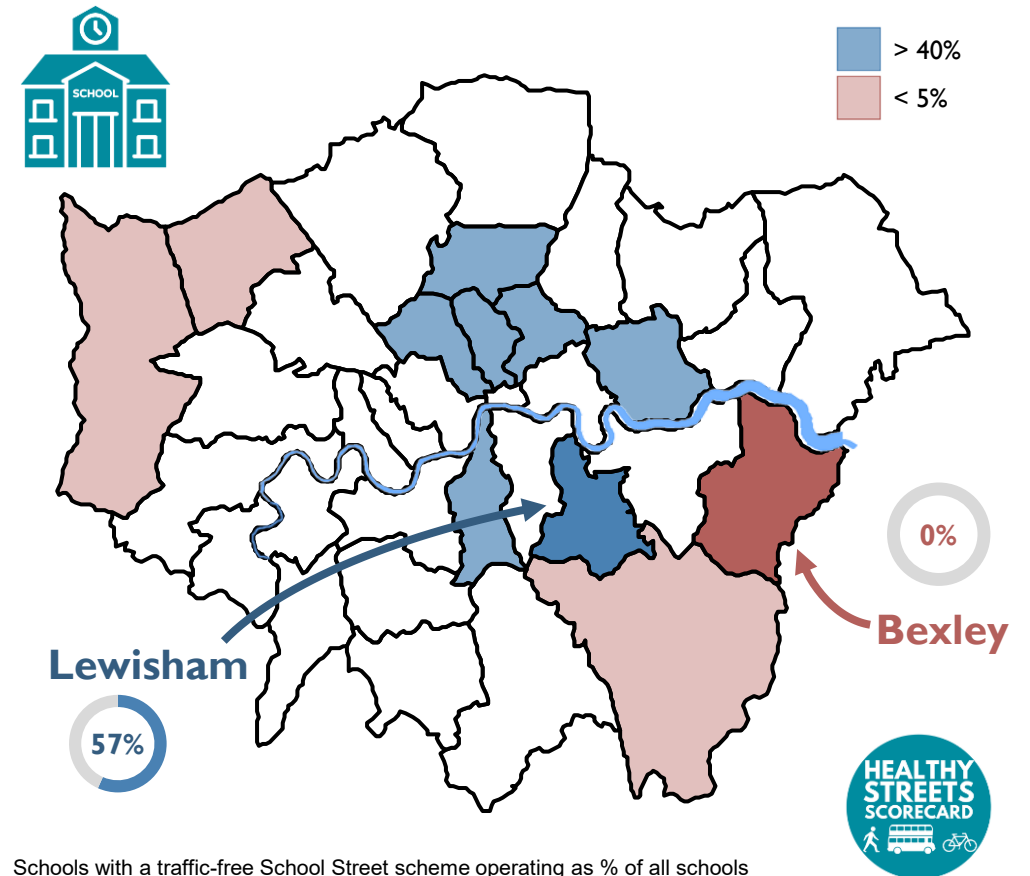 SCHOOL
> 40%
< 5%
0%
Bexley
Lewisham
57%
HEALTHY
STREETS
SCORECARD
Schools with a traffic-free School Street scheme operating as % of all schools